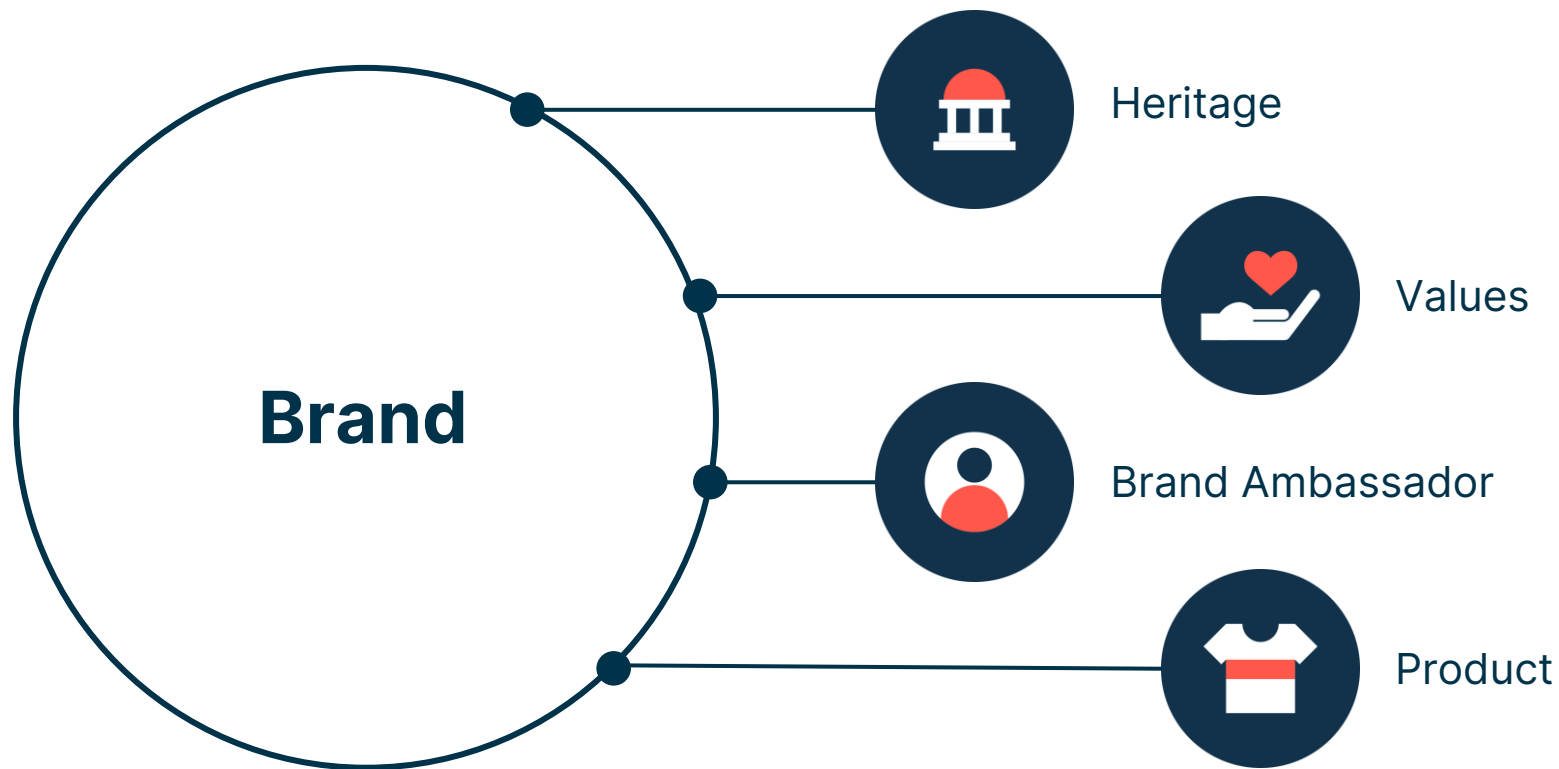 Brand
Heritage
Values
Brand Ambassador
Product